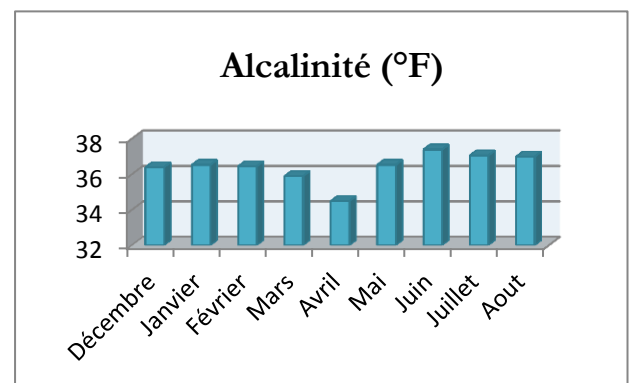 Alcalinité (°F)
38
36
34
32
Décembre
Janvier
Février
Mars
Avril
Mai
Juin
Juillet
Aout